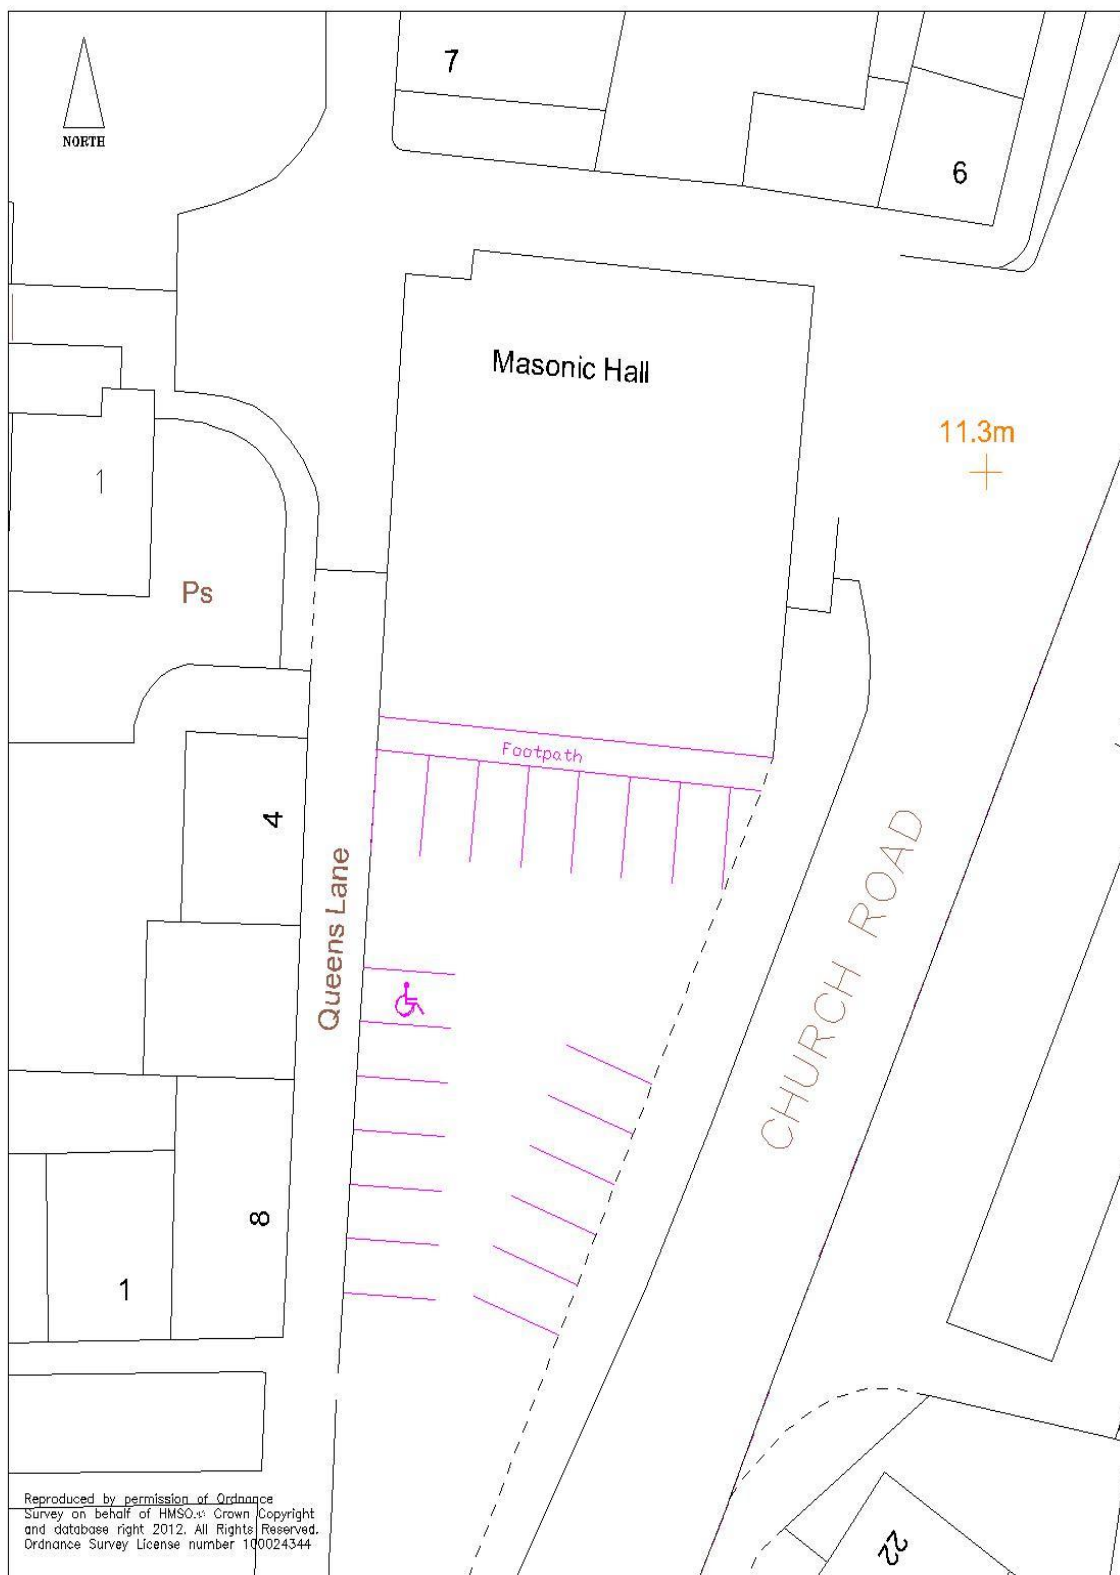 7
NORTH
6
Masonic Hall
11.3m
1
Ps
Footpath
4
Queens Lane
CHURCH ROAD
8
1
Reproduced by permission of Ordnance
Survey on behalf of HMSO. Crown Copyright
and database right 2012. All Rights Reserved.
Ordnance Survey License number 100024344
22